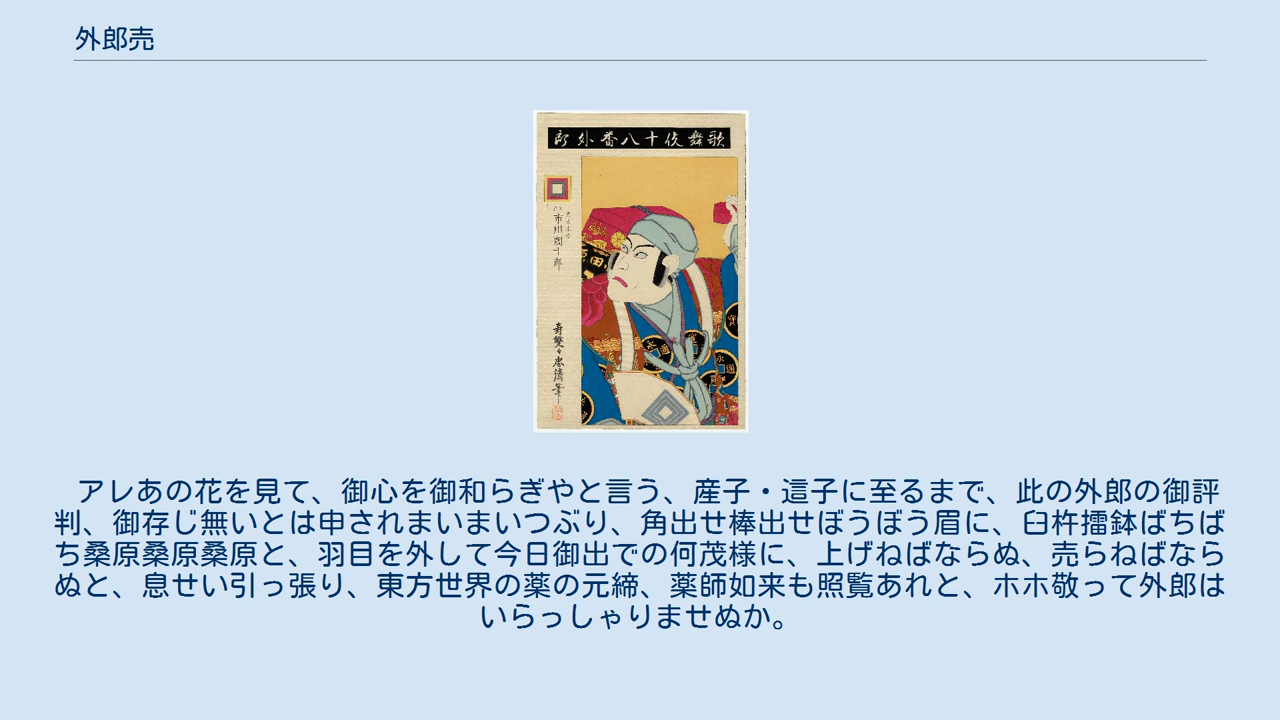 外郎売
歌舞伎十八番外郎
市川團十郎
アレあの花を見て、御心を御和らぎやと言う、産子・這子に至るまで、此の外郎の御評
判、御存じ無いとは申されまいまいつぶり、角出せ棒出せぼうぼう眉に、臼杵擂鉢ばちば
ち桑原桑原桑原と、羽目を外して今日御出での何茂様に、上げねばならぬ、売らねばなら
ぬと、息せい引っ張り、東方世界の薬の元締、薬師如来も照覧あれと、ホホ敬って外郎は
いらっしゃりませぬか。